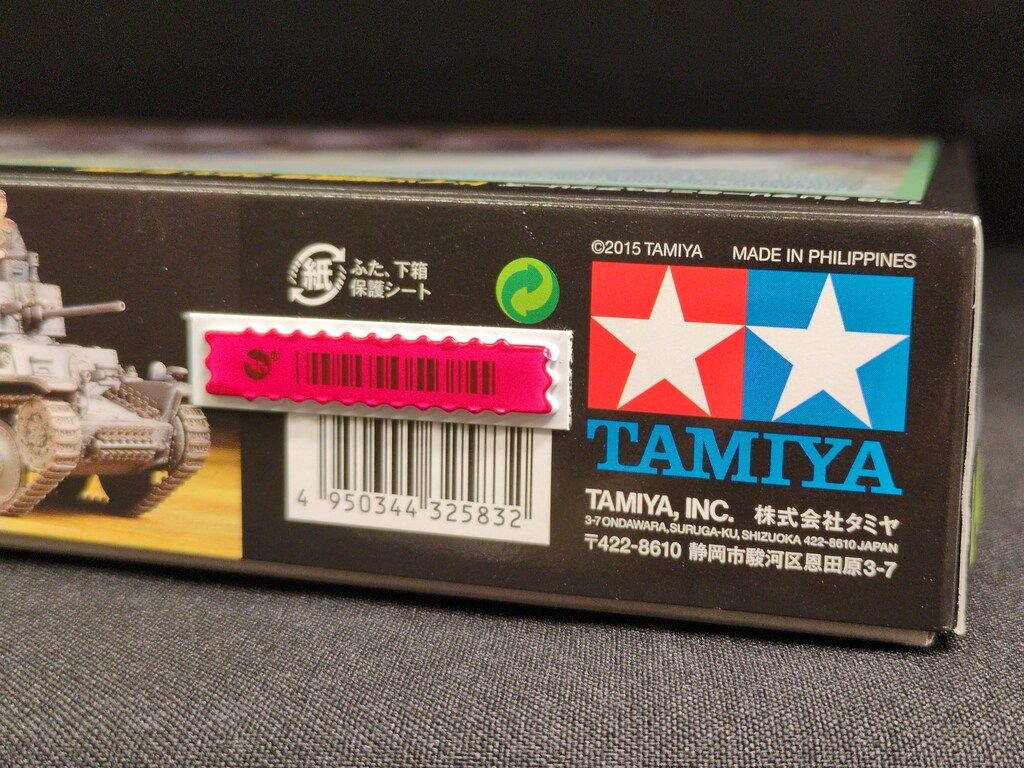 紙
ふた、下箱
保護シート
4 950344 325832
©2015 TAMIYA MADE IN PHILIPPINES
TAMIYA
TAMIYA, INC. 株式会社タミヤ
3-7 ONDAWARA, SURUGA-KU, SHIZUOKA 422-8610 JAPAN
〒422-8610 静岡市駿河区恩田原3-7